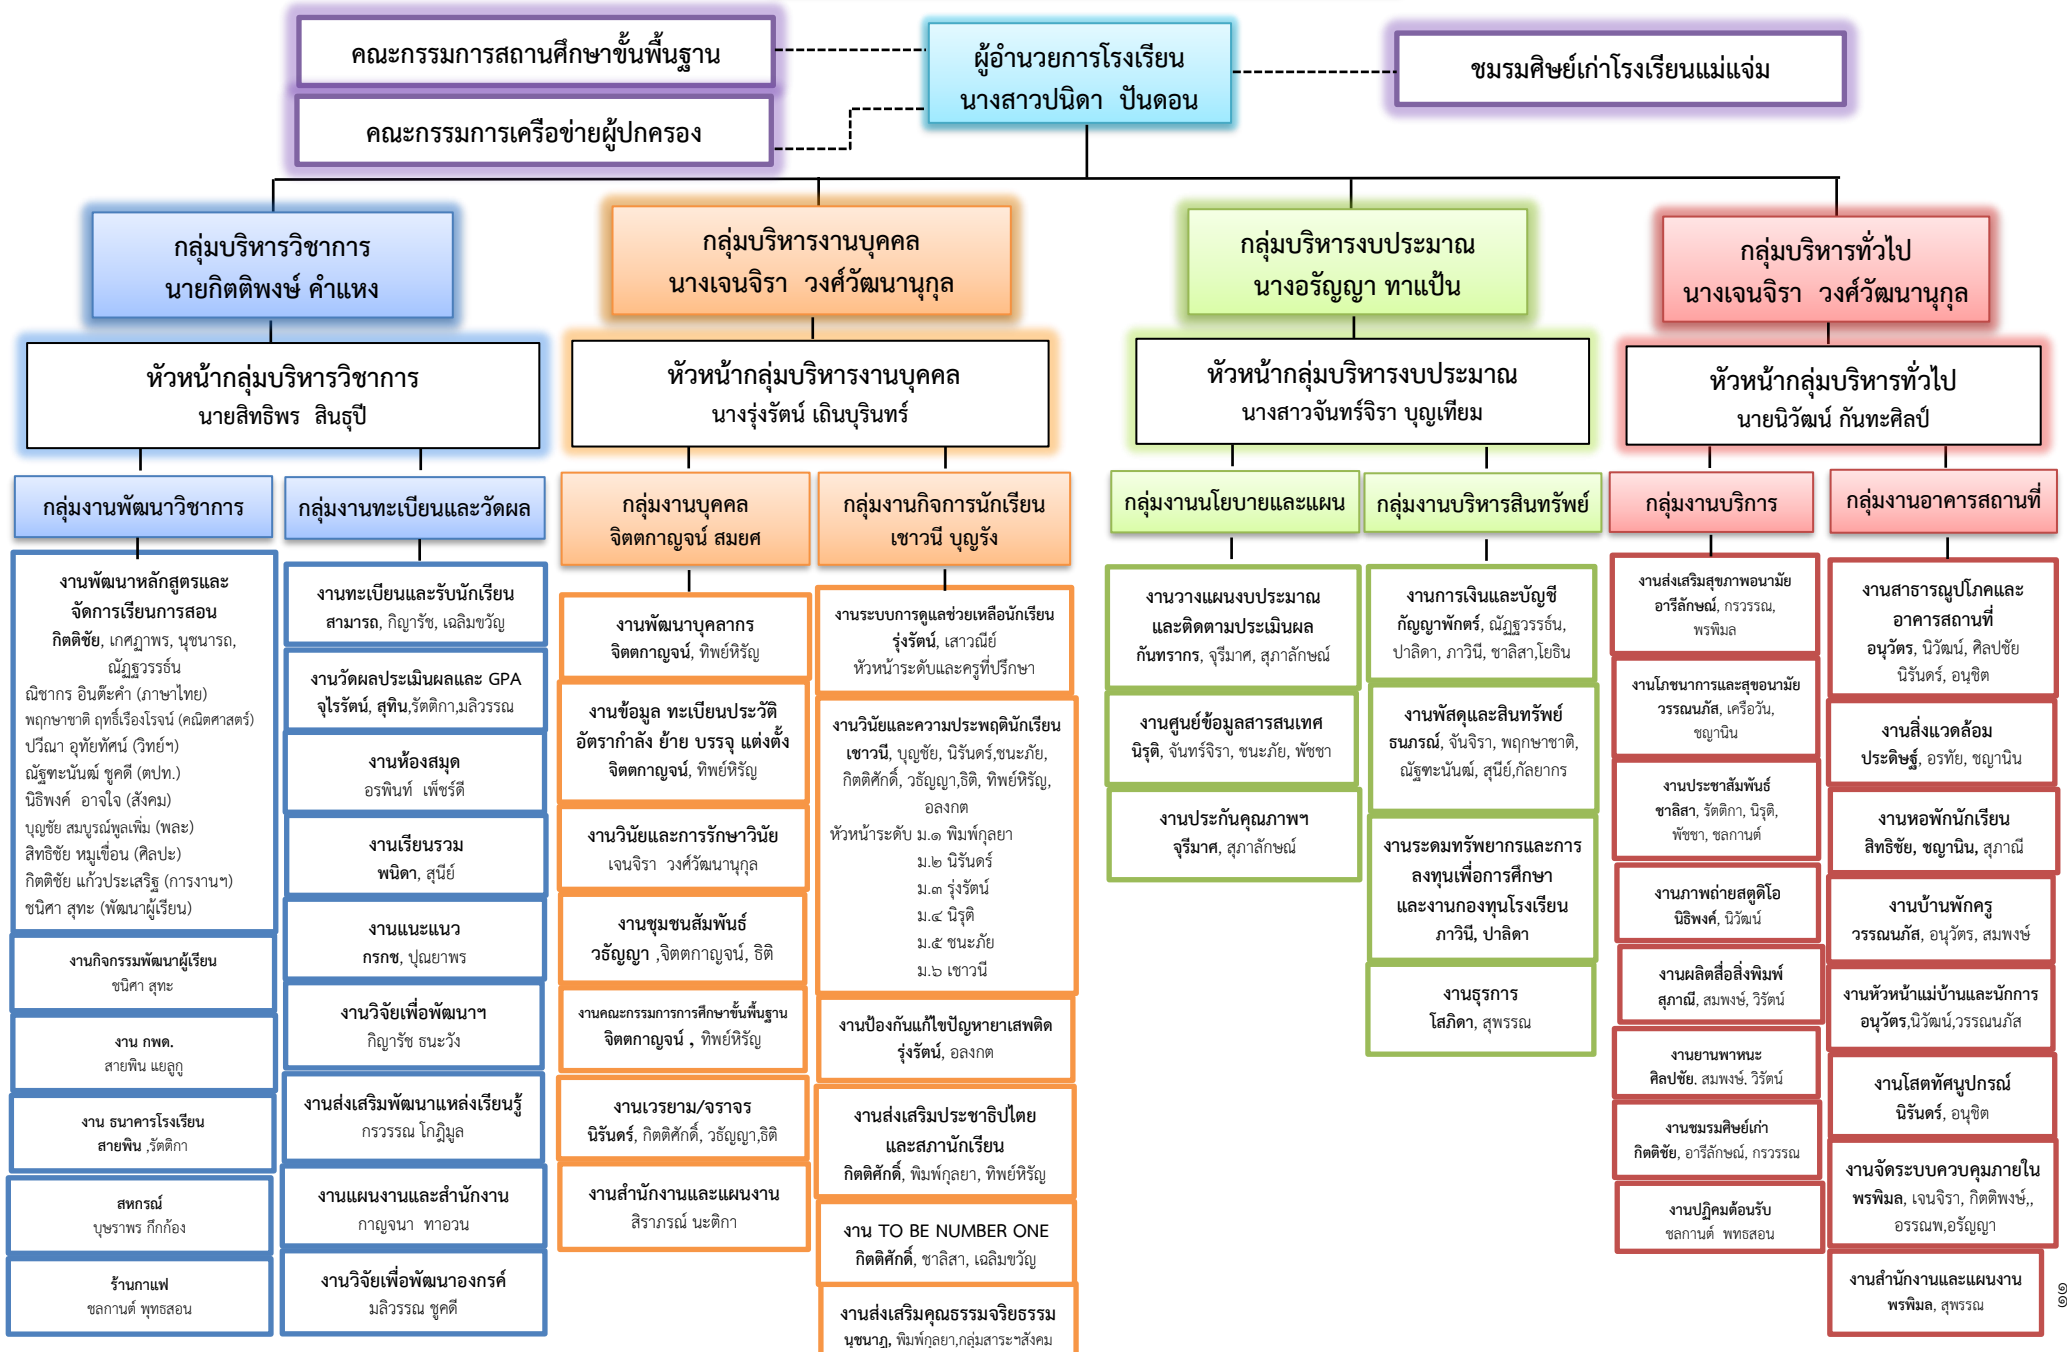 คณะกรรมการสถานศึกษาขั้นพื้นฐาน
คณะกรรมการเครือข่ายผู้ปกครอง
ผู้อำนวยการโรงเรียน
นางสาวปนิดา ปันดอน
ชมรมศิษย์เก่าโรงเรียนแม่แจ่ม
กลุ่มบริหารวิชาการ
นายกิตติพงษ์ คำแหง
กลุ่มบริหารงานบุคคล
นางเจนจิรา วงศ์วัฒนานุกุล
กลุ่มบริหารงบประมาณ
นางอรัญญา ทาแป้น
กลุ่มบริหารทั่วไป
นางเจนจิรา วงศ์วัฒนานุกุล
หัวหน้ากลุ่มบริหารวิชาการ
นายสิทธิพร สินธุปี
หัวหน้ากลุ่มบริหารงานบุคคล
นางรุ่งรัตน์ เถินบุรินทร์
หัวหน้ากลุ่มบริหารงบประมาณ
นางสาวจันทร์จิรา บุญเทียม
หัวหน้ากลุ่มบริหารทั่วไป
นายนิวัฒน์ กันทะศิลป์
กลุ่มงานพัฒนาวิชาการ
งานพัฒนาหลักสูตรและ
จัดการเรียนการสอน
กิตติชัย, เกศฎาพร, นุชนารถ,
ณัฏฐวรรธ์น
ณิชากร อินต๊ะคำ (ภาษาไทย)
พฤกษาชาติ ฤทธิ์เรืองโรจน์ (คณิตศาสตร์)
ปวีณา อุทัยทัศน์ (วิทย์ฯ)
ณัฐฑะนันฒ์ ชูคดี (ตปท.)
นิธิพงค์ อาจใจ (สังคม)
บุญชัย สมบูรณ์พูลเพิ่ม (พละ)
สิทธิชัย หมูเขื่อน (ศิลปะ)
กิตติชัย แก้วประเสริฐ (การงานฯ)
ชนิศา สุทะ (พัฒนาผู้เรียน)
งานกิจกรรมพัฒนาผู้เรียน
ชนิศา สุทะ
งาน กพด.
สายพิน แยลูกู
งาน ธนาคารโรงเรียน
สายพิน ,รัตติกา
สหกรณ์
บุษราพร กึกก้อง
ร้านกาแฟ
ชลกานต์ พุทธสอน
กลุ่มงานทะเบียนและวัดผล
งานทะเบียนและรับนักเรียน
สามารถ, กิญารัช, เฉลิมขวัญ
งานวัดผลประเมินผลและ GPA
จุไรรัตน์, สุทิน,รัตติกา,มลิวรรณ
งานห้องสมุด
อรพินท์ เพ็ชร์ดี
งานเรียนรวม
พนิดา, สุนีย์
งานแนะแนว
กรกช, ปุณยาพร
งานวิจัยเพื่อพัฒนาฯ
กิญารัช ธนะวัง
งานส่งเสริมพัฒนาแหล่งเรียนรู้
กรวรรณ โกฎิมูล
งานแผนงานและสำนักงาน
กาญจนา ทาอวน
งานวิจัยเพื่อพัฒนาองกรค์
มลิวรรณ ชูคดี
กลุ่มงานบุคคล
จิตตกาญจน์ สมยศ
งานพัฒนาบุคลากร
จิตตกาญจน์, ทิพย์หิรัญ
งานข้อมูล ทะเบียนประวัติ
อัตรากำลัง ย้าย บรรจุ แต่งตั้ง
จิตตกาญจน์, ทิพย์หิรัญ
งานวินัยและการรักษาวินัย
เจนจิรา วงศ์วัฒนานุกุล
งานชุมชนสัมพันธ์
วธัญญา ,จิตตกาญจน์, ธิติ
งานคณะกรรมการการศึกษาขั้นพื้นฐาน
จิตตกาญจน์ , ทิพย์หิรัญ
งานเวรยาม/จราจร
นิรันดร์, กิตติศักดิ์, วธัญญา,ธิติ
งานสำนักงานและแผนงาน
สิราภรณ์ นะติกา
กลุ่มงานกิจการนักเรียน
เชาวนี บุญรัง
งานระบบการดูแลช่วยเหลือนักเรียน
รุ่งรัตน์, เสาวณีย์
หัวหน้าระดับและครูที่ปรึกษา
งานวินัยและความประพฤตินักเรียน
เชาวนี, บุญชัย, นิรันดร์,ชนะภัย,
กิตติศักดิ์, วธัญญา,ธิติ, ทิพย์หิรัญ,
อลงกต
หัวหน้าระดับ ม.๑ พิมพ์กุลยา
ม.๒ นิรันดร์
ม.๓ รุ่งรัตน์
ม.๔ นิรุติ
ม.๕ ชนะภัย
ม.๖ เชาวนี
งานป้องกันแก้ไขปัญหายาเสพติด
รุ่งรัตน์, อลงกต
งานส่งเสริมประชาธิปไตย
และสภานักเรียน
กิตติศักดิ์, พิมพ์กุลยา, ทิพย์หิรัญ
งาน TO BE NUMBER ONE
กิตติศักดิ์, ชาลิสา, เฉลิมขวัญ
งานส่งเสริมคุณธรรมจริยธรรม
นุชนาฎ, พิมพ์กุลยา,กลุ่มสาระฯสังคม
กลุ่มงานนโยบายและแผน
งานวางแผนงบประมาณ
และติดตามประเมินผล
กันทรากร, จุรีมาศ, สุภาลักษณ์
งานศูนย์ข้อมูลสารสนเทศ
นิรุติ, จันทร์จิรา, ชนะภัย, พัชชา
งานประกันคุณภาพฯ
จุรีมาศ, สุภาลักษณ์
กลุ่มงานบริหารสินทรัพย์
งานการเงินและบัญชี
กัญญาพักตร์, ณัฏฐวรรธ์น,
ปาลิดา, ภาวินี, ชาลิสา,โยธิน
งานพัสดุและสินทรัพย์
ธนภรณ์, จันจิรา, พฤกษาชาติ,
ณัฐฑะนันฒ์, สุนีย์,กัลยากร
งานระดมทรัพยากรและการ
ลงทุนเพื่อการศึกษา
และงานกองทุนโรงเรียน
ภาวินี, ปาลิดา
งานธุรการ
โสภิดา, สุพรรณ
กลุ่มงานบริการ
งานส่งเสริมสุขภาพอนามัย
อารีลักษณ์, กรวรรณ,
พรพิมล
งานโภชนาการและสุขอนามัย
วรรณนภัส, เครือวัน,
ชญานิน
งานประชาสัมพันธ์
ชาลิสา, รัตติกา, นิรุติ,
พัชชา, ชลกานต์
งานภาพถ่ายสตูดิโอ
นิธิพงค์, นิวัฒน์
งานผลิตสื่อสิ่งพิมพ์
สุภาณี, สมพงษ์, วิรัตน์
งานยานพาหนะ
ศิลปชัย, สมพงษ์, วิรัตน์
งานชมรมศิษย์เก่า
กิตติชัย, อารีลักษณ์, กรวรรณ
งานปฏิคมต้อนรับ
ชลกานต์ พทธสอน
กลุ่มงานอาคารสถานที่
งานสาธารณูปโภคและ
อาคารสถานที่
อนุวัตร, นิวัฒน์, ศิลปชัย
นิรันดร์, อนุชิต
งานสิ่งแวดล้อม
ประดิษฐ์, อรทัย, ชญานิน
งานหอพักนักเรียน
สิทธิชัย, ชญานิน, สุภาณี
งานบ้านพักครู
วรรณนภัส, อนุวัตร, สมพงษ์
งานหัวหน้าแม่บ้านและนักการ
อนุวัตร,นิวัฒน์,วรรณนภัส
งานโสตทัศนูปกรณ์
นิรันดร์, อนุชิต
งานจัดระบบควบคุมภายใน
พรพิมล, เจนจิรา, กิตติพงษ์,,
อรรณพ,อรัญญา
งานสำนักงานและแผนงาน
พรพิมล, สุพรรณ
๑๑